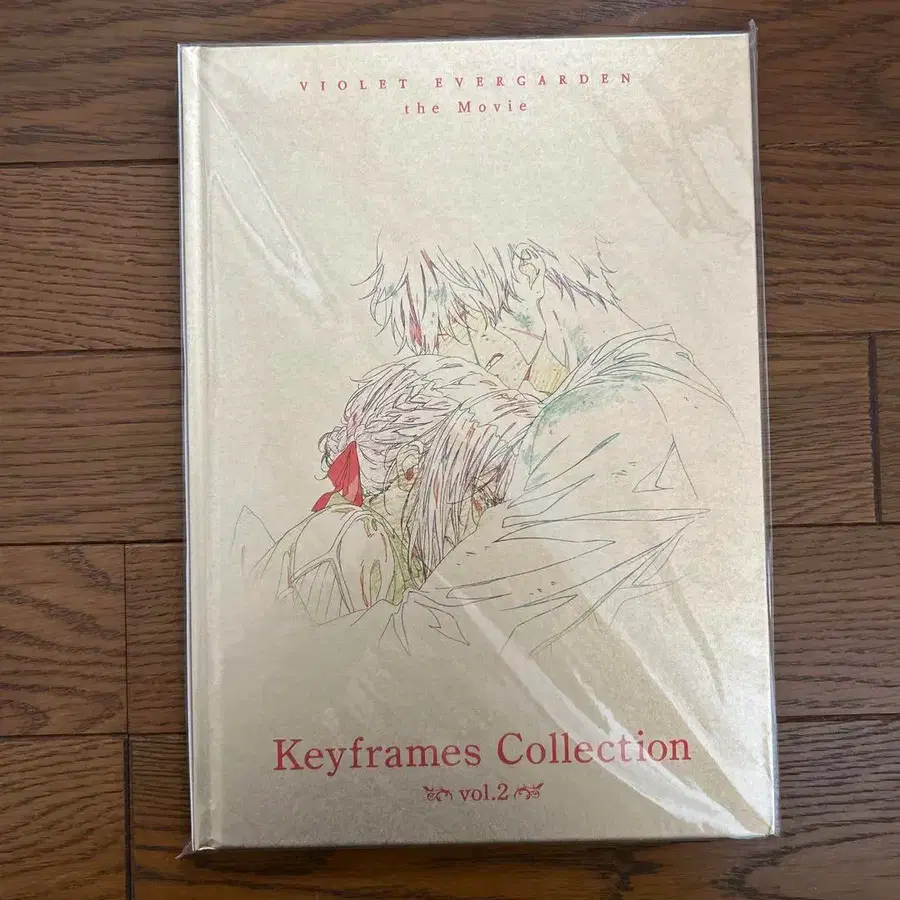 VIOLET EVERGARDEN
the Movie
Keyframes Collection
vol.2